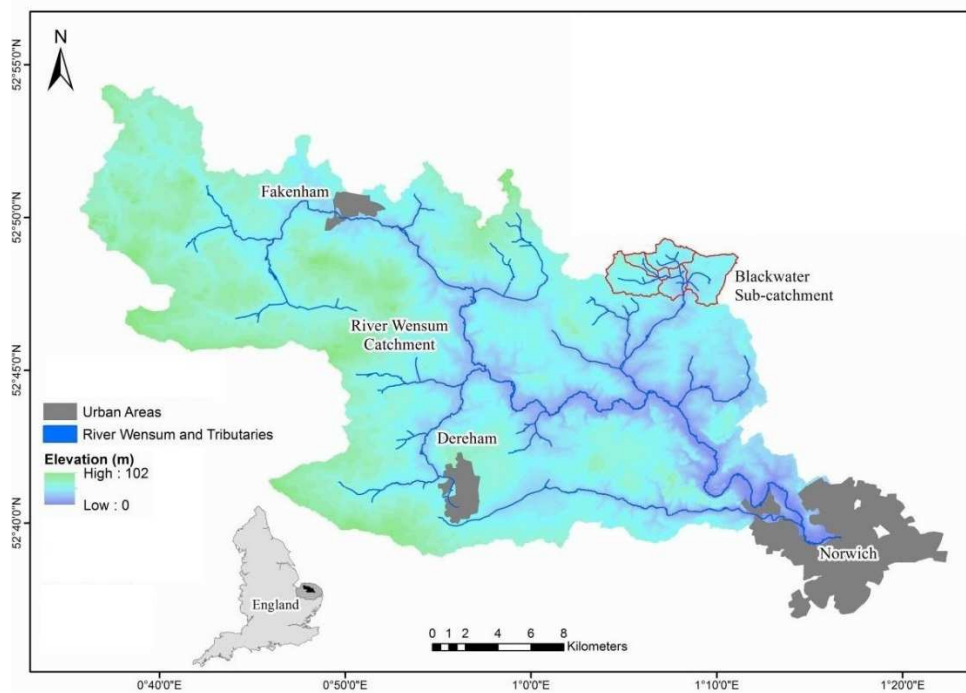 N
52°55'0"N
52°50'0"N
52°45'0"N
52°40'0"N
Fakenham
Blackwater
Sub-catchment
River Wensum
Catchment
Dereham
Norwich
Urban Areas
River Wensum and Tributaries
Elevation (m)
High : 102
Low : 0
England
0 1 2 4 6 8
Kilometers
0°40'0"E 0°50'0"E 1°0'0"E 1°10'0"E 1°20'0"E